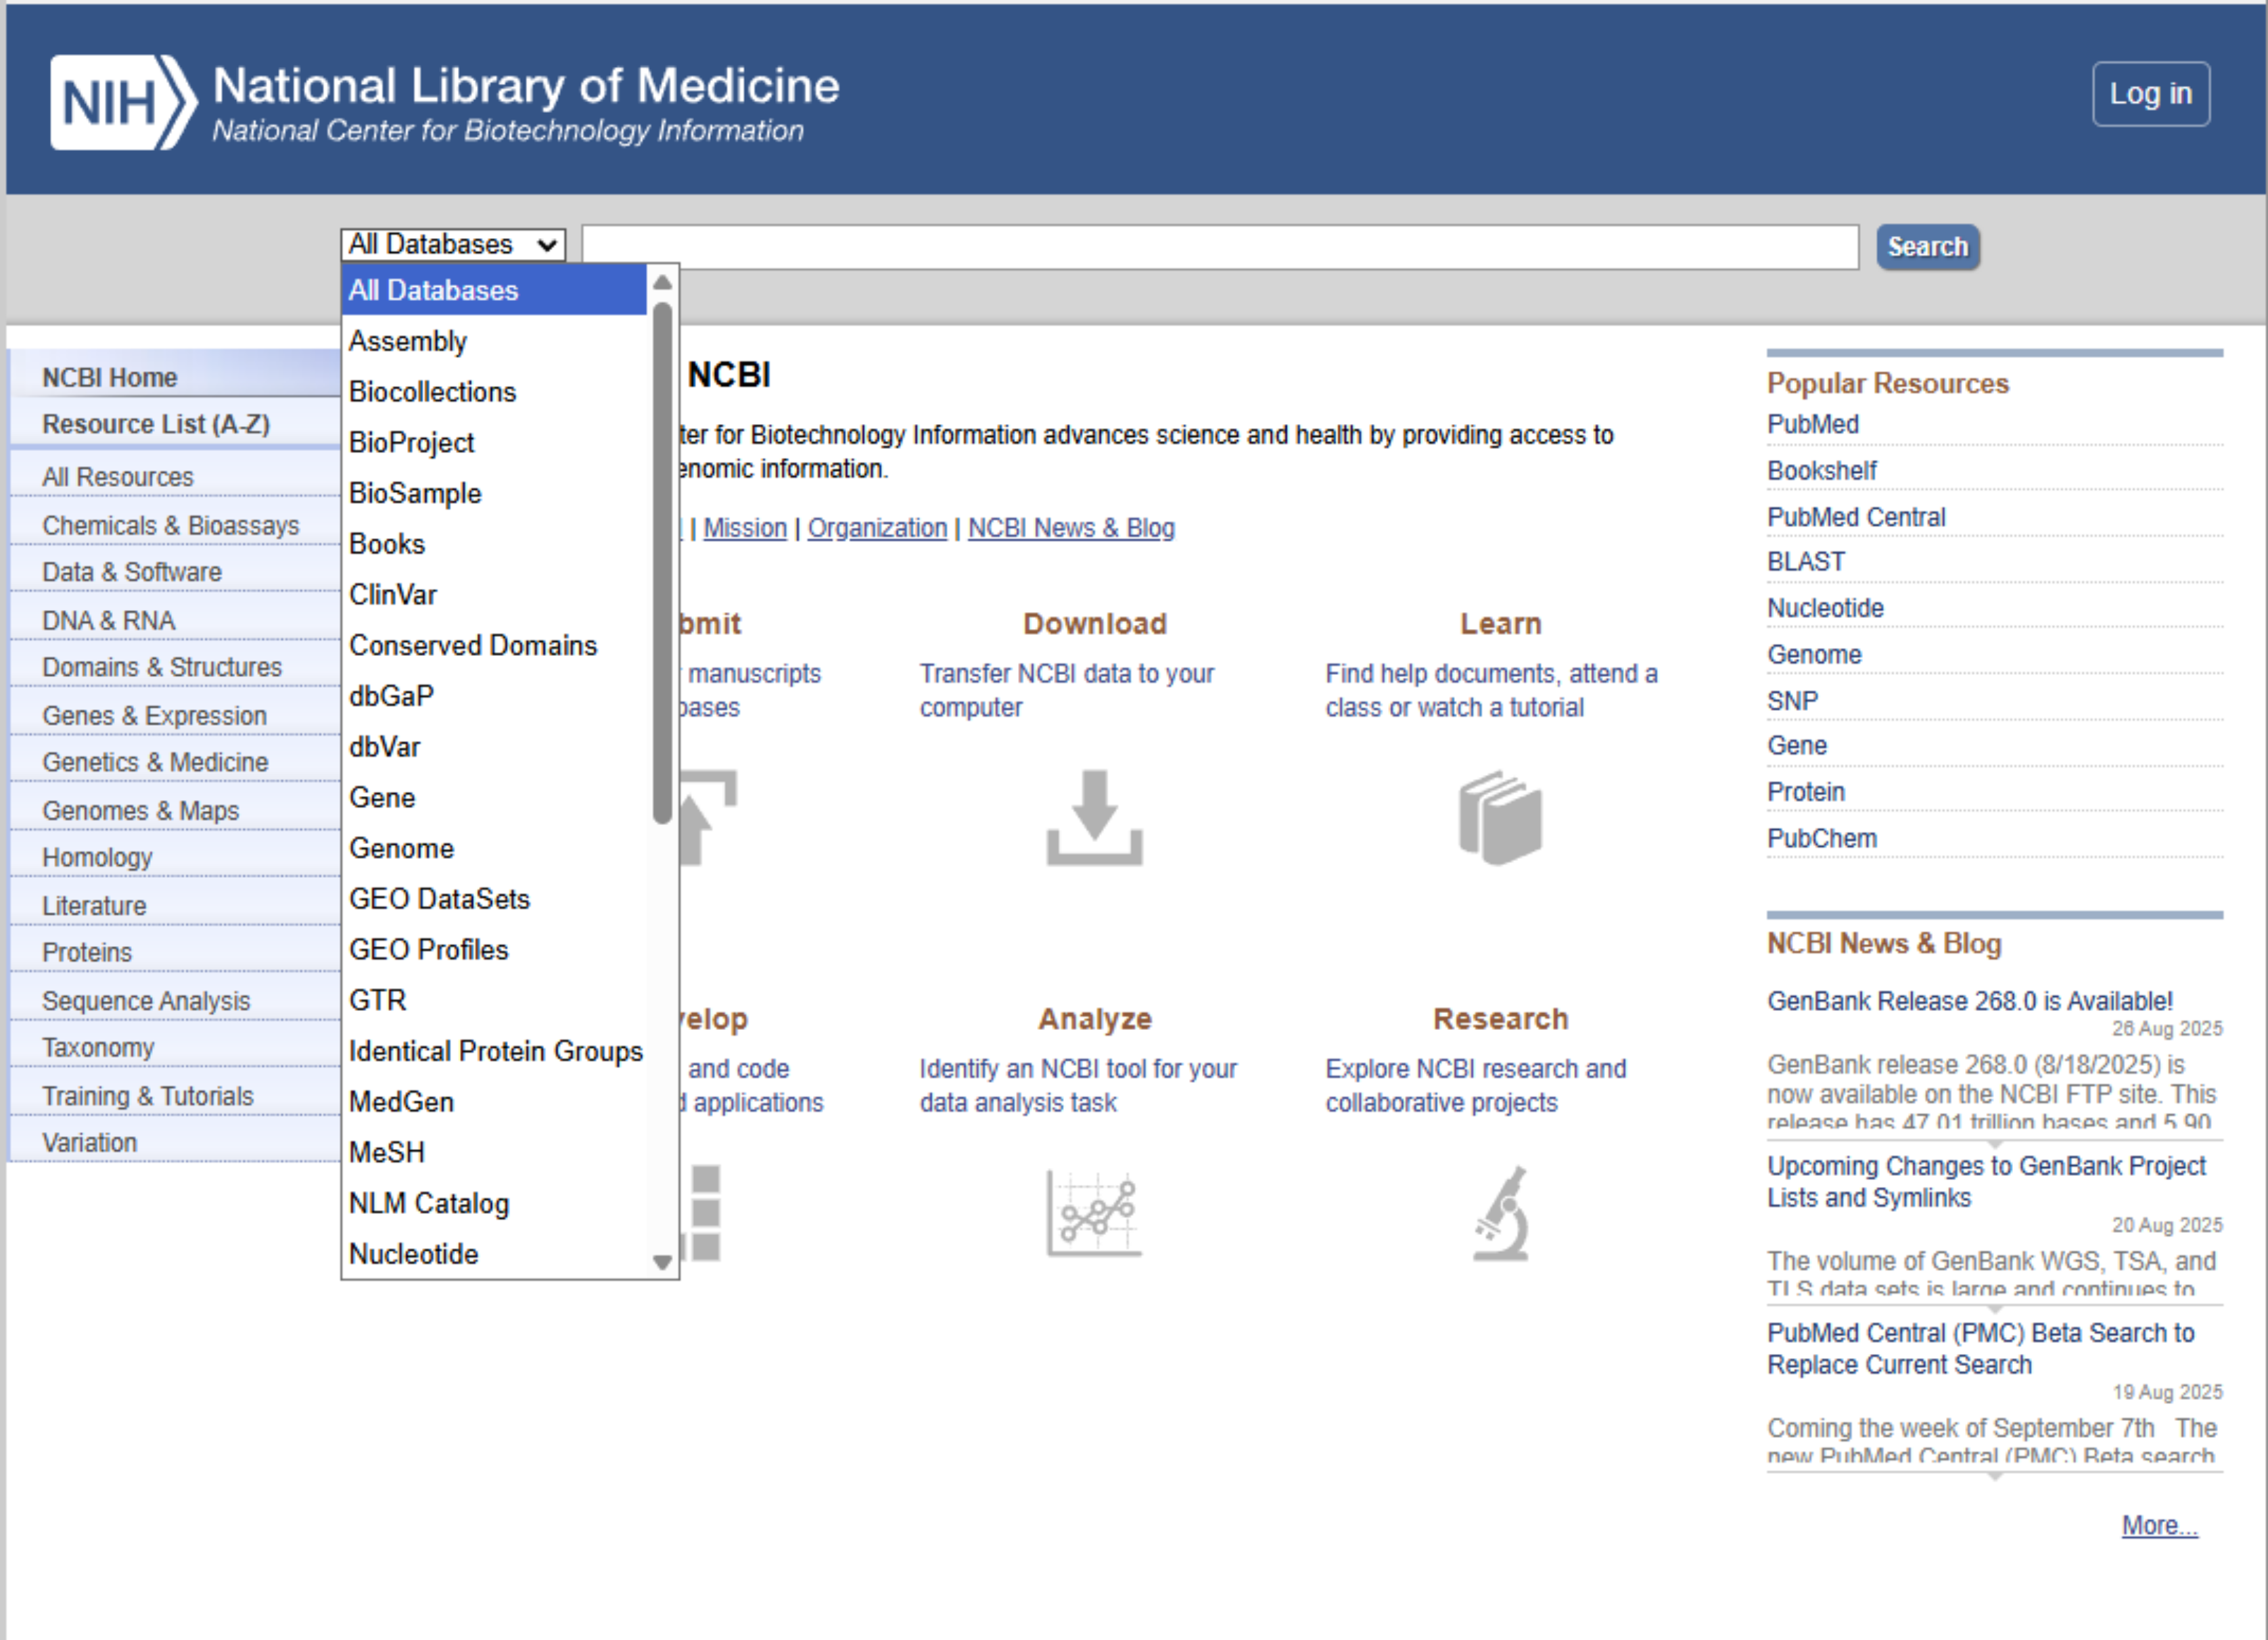 NIH
National Library of Medicine
National Center for Biotechnology Information
Log in
All Databases
Search
All Databases
Assembly
Biocollections
BioProject
BioSample
Books
ClinVar
Conserved Domains
dbGaP
dbVar
Gene
Genome
GEO DataSets
GEO Profiles
GTR
Identical Protein Groups
MedGen
MeSH
NLM Catalog
Nucleotide
NCBI Home
Resource List (A-Z)
All Resources
Chemicals & Bioassays
Data & Software
DNA & RNA
Domains & Structures
Genes & Expression
Genetics & Medicine
Genomes & Maps
Homology
Literature
Proteins
Sequence Analysis
Taxonomy
Training & Tutorials
Variation
NCBI
ter for Biotechnology Information advances science and health by providing access to
enomic information.
| Mission | Organization | NCBI News & Blog
bmit
manuscripts
bases
Download
Transfer NCBI data to your
computer
Learn
Find help documents, attend a
class or watch a tutorial
velop
and code
applications
Analyze
Identify an NCBI tool for your
data analysis task
Research
Explore NCBI research and
collaborative projects
Popular Resources
PubMed
Bookshelf
PubMed Central
BLAST
Nucleotide
Genome
SNP
Gene
Protein
PubChem
NCBI News & Blog
GenBank Release 268.0 is Available!
26 Aug 2025
GenBank release 268.0 (8/18/2025) is
now available on the NCBI FTP site. This
release has 47.01 trillion bases and 5.90
Upcoming Changes to GenBank Project
Lists and Symlinks
20 Aug 2025
The volume of GenBank WGS, TSA, and
TLS data sets is large and continues to
PubMed Central (PMC) Beta Search to
Replace Current Search
19 Aug 2025
Coming the week of September 7th The
new PubMed Central (PMC) Beta search
More...